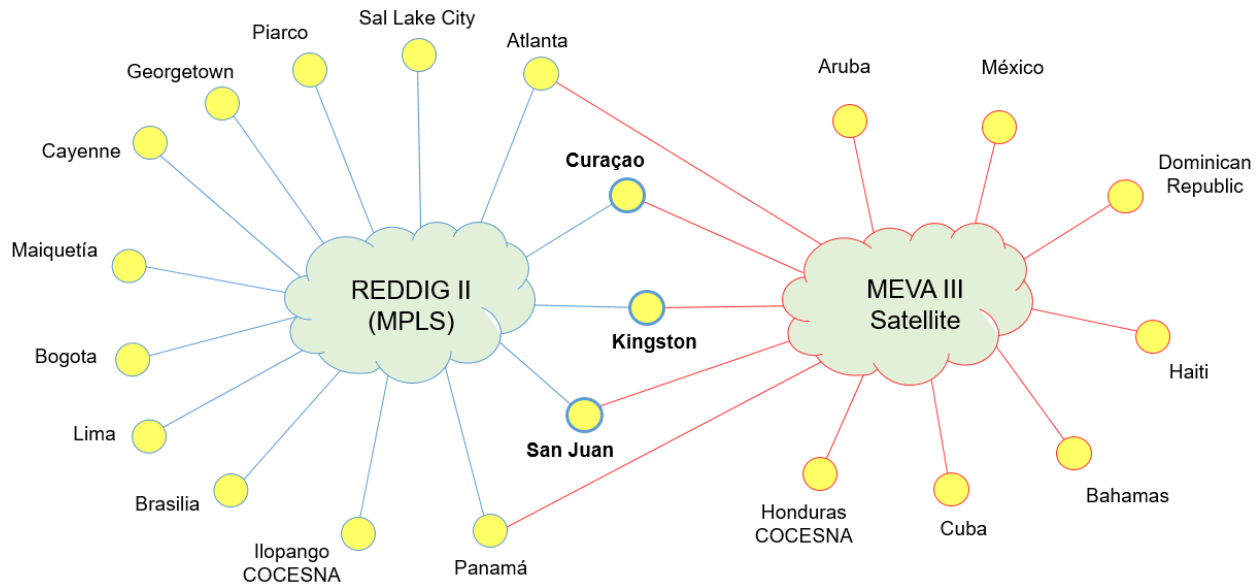 Sal Lake City
Piarco
Atlanta
Georgetown
Aruba
México
Cayenne
Curaçao
Dominican
Republic
Maiquetía
REDDIG II
(MPLS)
MEVA III
Satellite
Kingston
Bogota
Haiti
Lima
San Juan
Brasilia
Bahamas
Honduras
COCESNA
Cuba
Ilopango
COCESNA
Panamá